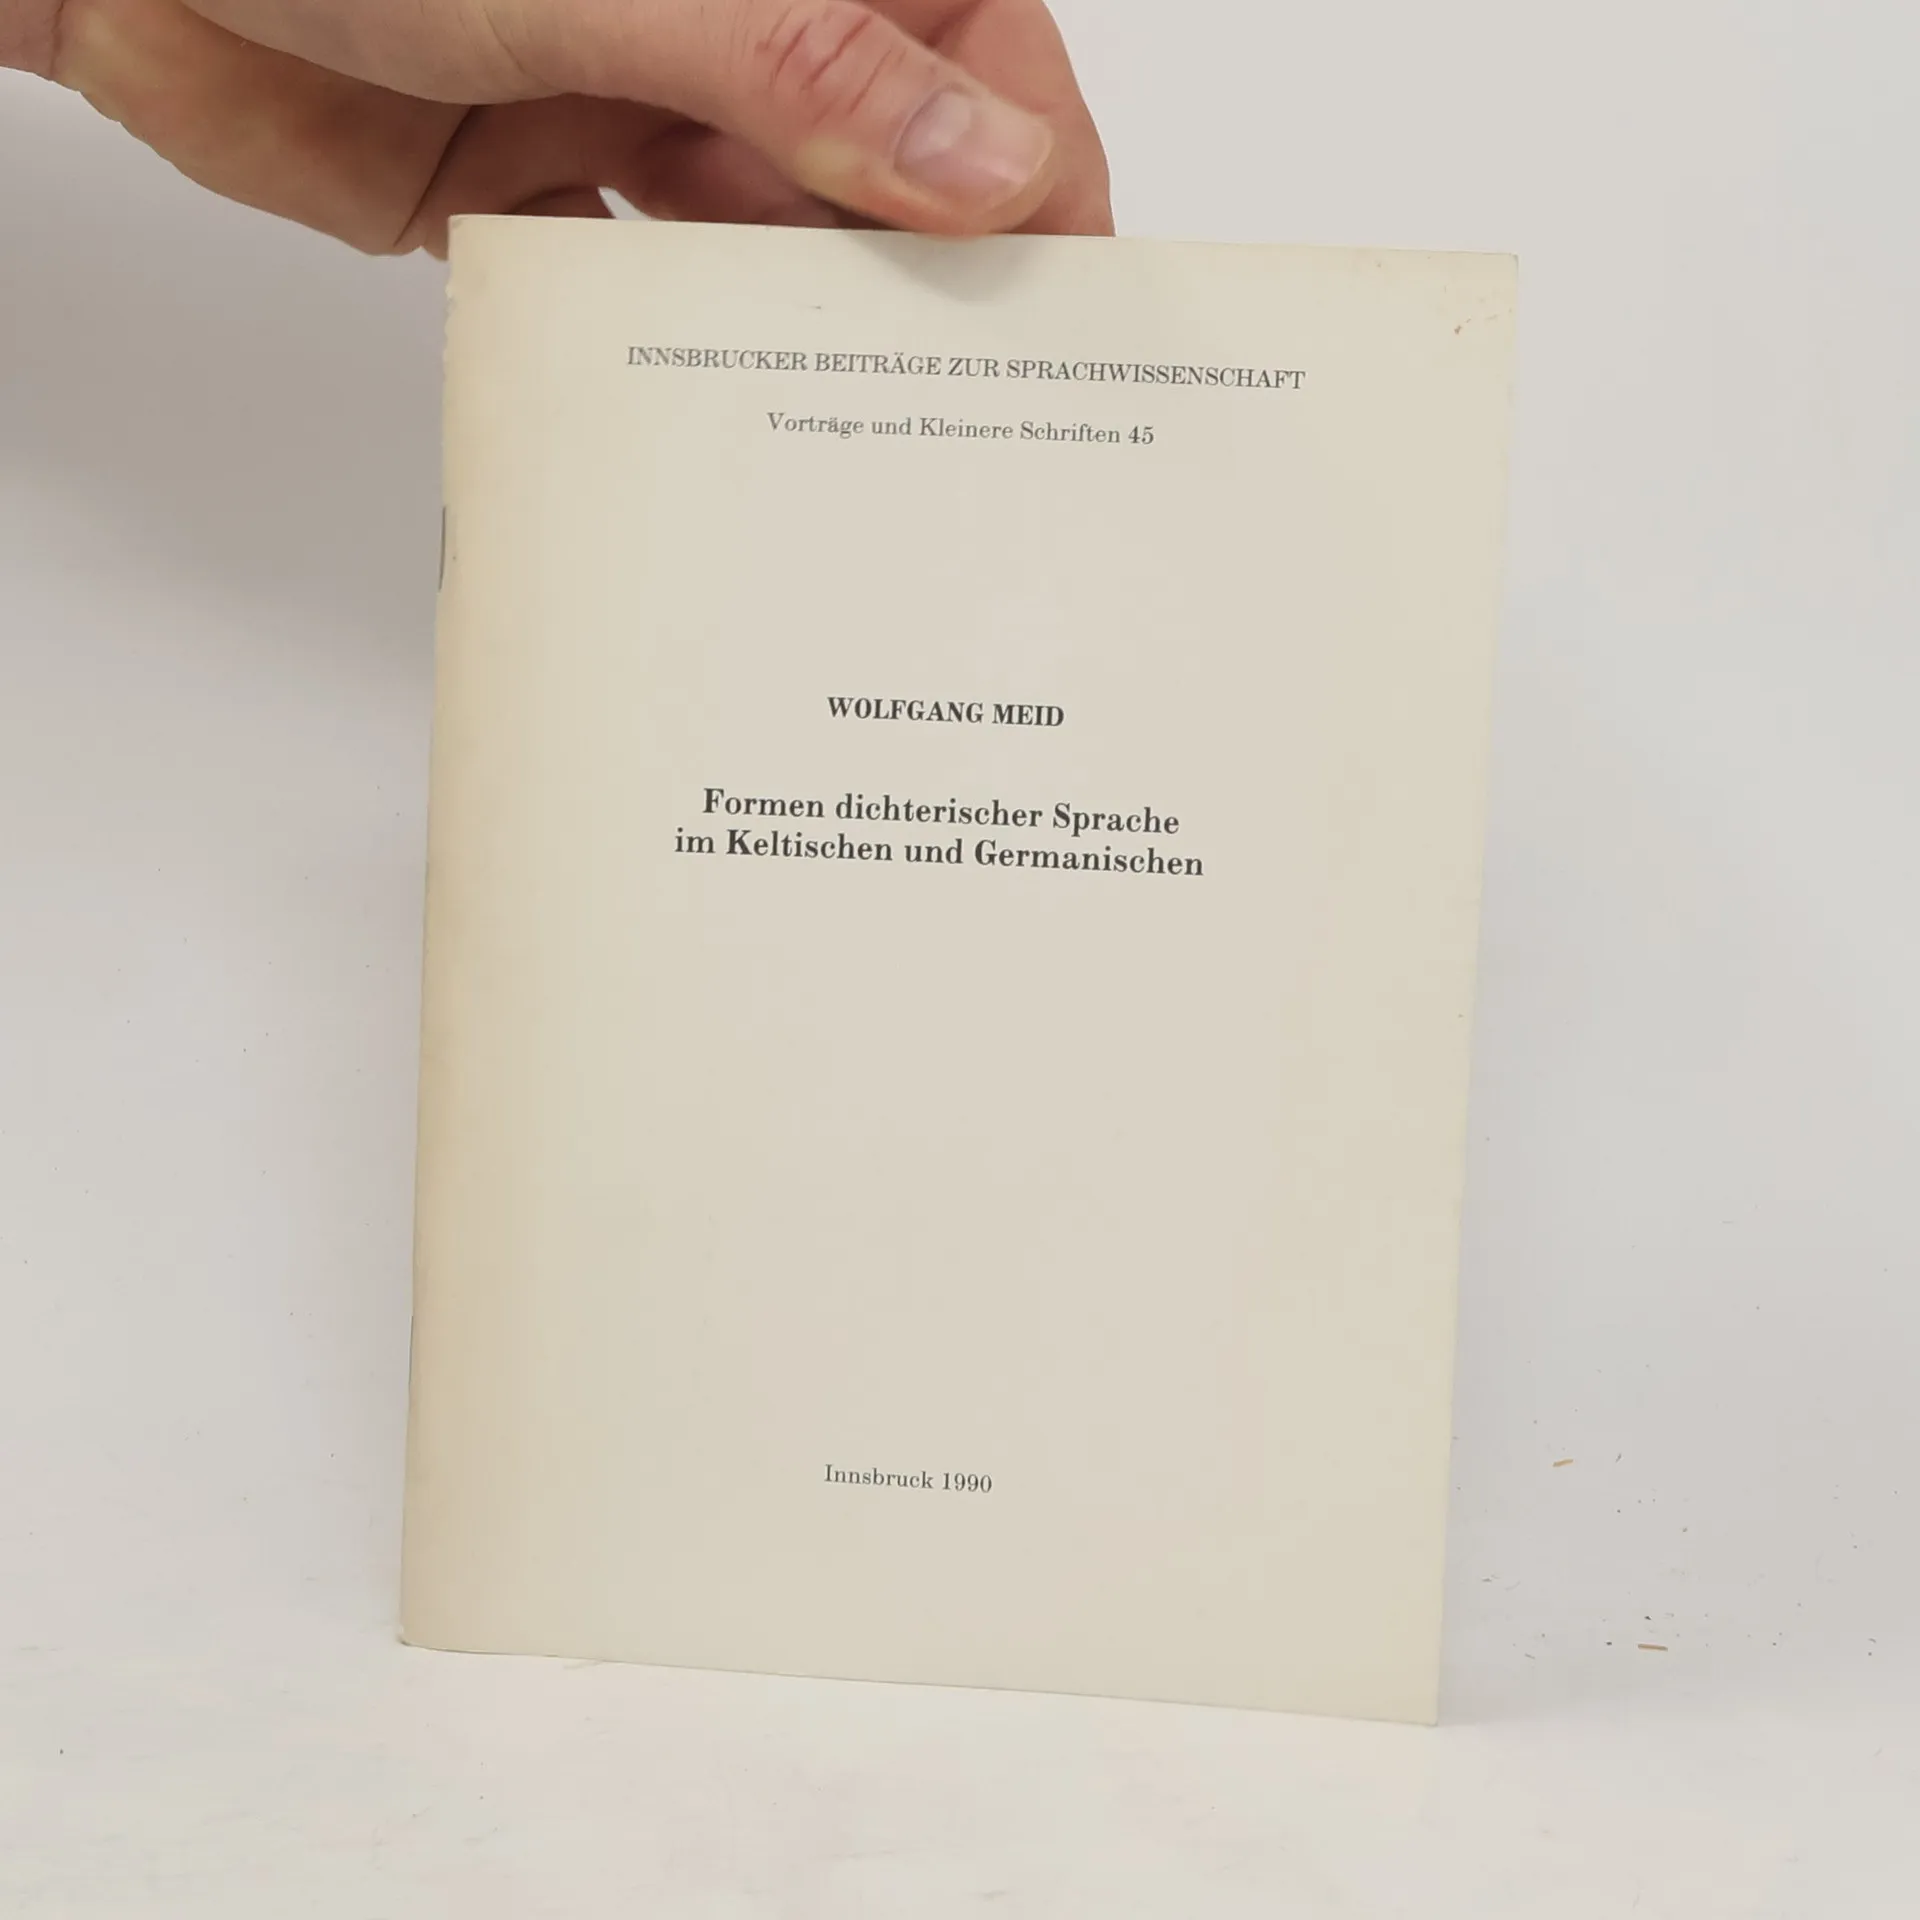 INNSBRUCKER BEITRÄGE ZUR SPRACHWISSENSCHAFT
Vorträge und Kleinere Schriften 45
WOLFGANG MEID
Formen dichterischer Sprache
im Keltischen und Germanischen
Innsbruck 1990